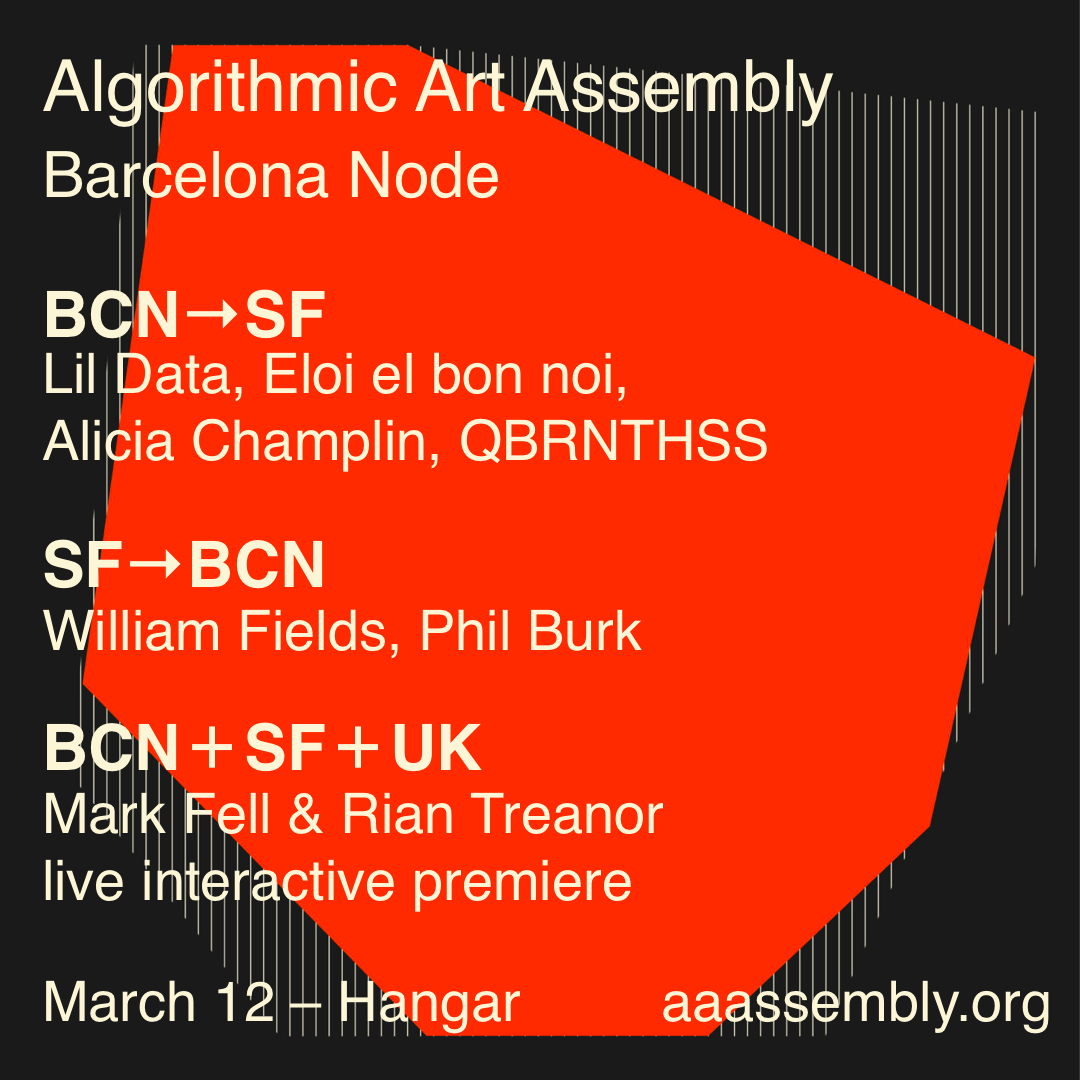 Algorithmic Art Assembly
Barcelona Node
BCN→SF
Lil Data, Eloi el bon noi,
Alicia Champlin, QBRNTHSS
SF→BCN
William Fields, Phil Burk
BCN+SF+UK
Mark Fell & Rian Treanor
live interactive premiere
March 12 – Hangar
aaassembly.org